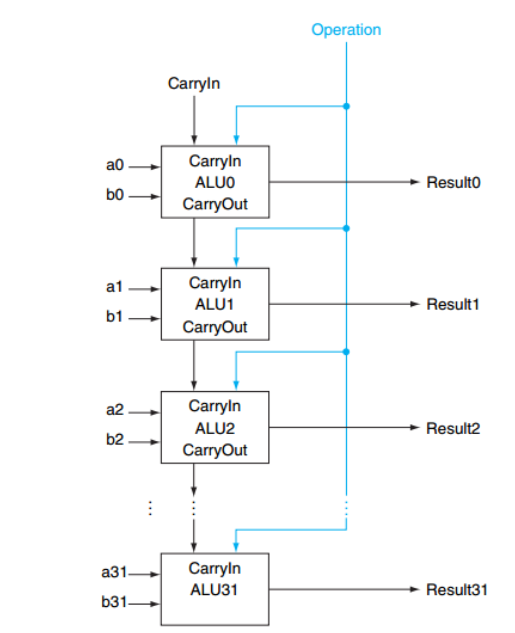 Operation
CarryIn
a0
b0
CarryIn
ALU0
CarryOut
Result0
a1
b1
CarryIn
ALU1
CarryOut
Result1
a2
b2
CarryIn
ALU2
CarryOut
Result2
a31
b31
CarryIn
ALU31
Result31